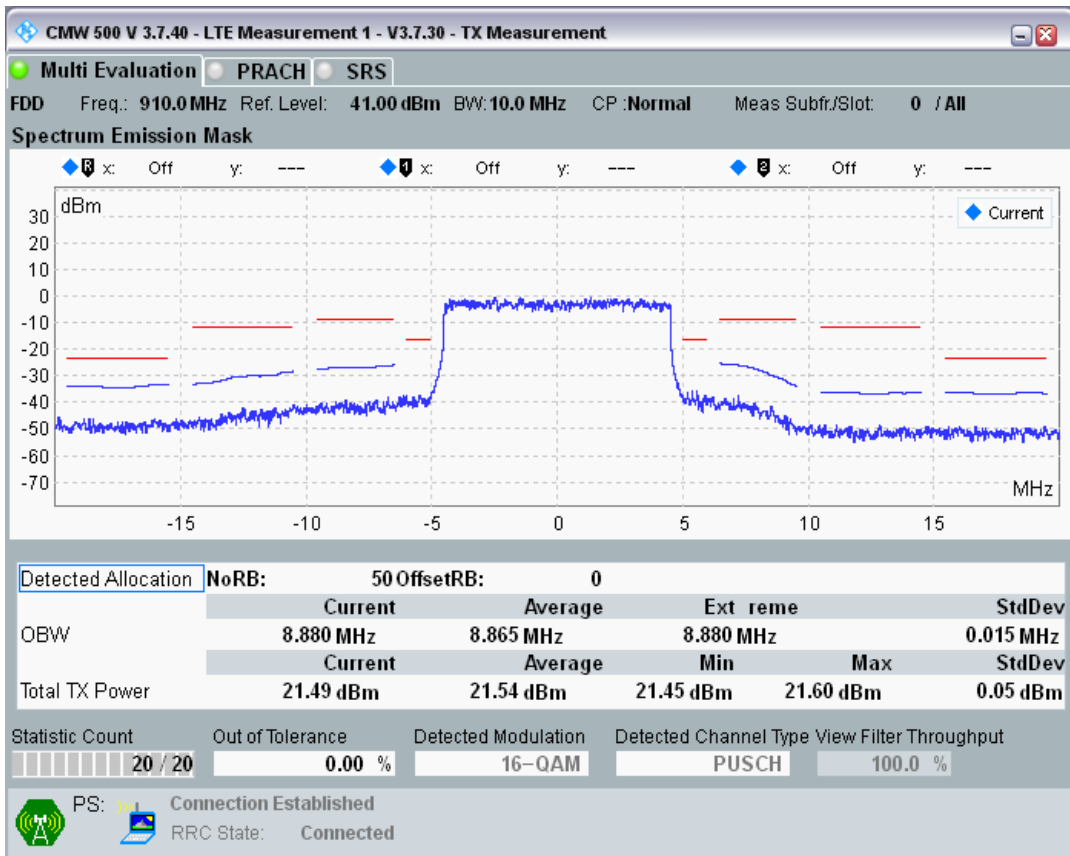 CMW 500 V 3.7.40 - LTE Measurement 1 - V3.7.30 - TX Measurement
Multi Evaluation PRACH SRS
FDD Freq.: 910.0 MHz Ref. Level: 41.00 dBm BW: 10.0 MHz CP :Normal Meas Subfr./Slot: 0 / All
Spectrum Emission Mask
R x: Off y: --- 1 x: Off y: --- 2 x: Off y: ---
dBm
Current
30
20
10
0
-10
-20
-30
-40
-50
-60
-70
MHz
-15 -10 -5 0 5 10 15
Detected Allocation NoRB: 50 OffsetRB: 0
Current Average Ext reme StdDev
OBW 8.880 MHz 8.865 MHz 8.880 MHz 0.015 MHz
Current Average Min Max StdDev
Total TX Power 21.49 dBm 21.54 dBm 21.45 dBm 21.60 dBm 0.05 dBm
Statistic Count Out of Tolerance Detected Modulation Detected Channel Type View Filter Throughput
20 / 20 0.00 % 16-QAM PUSCH 100.0 %
PS: Connection Established
RRC State: Connected